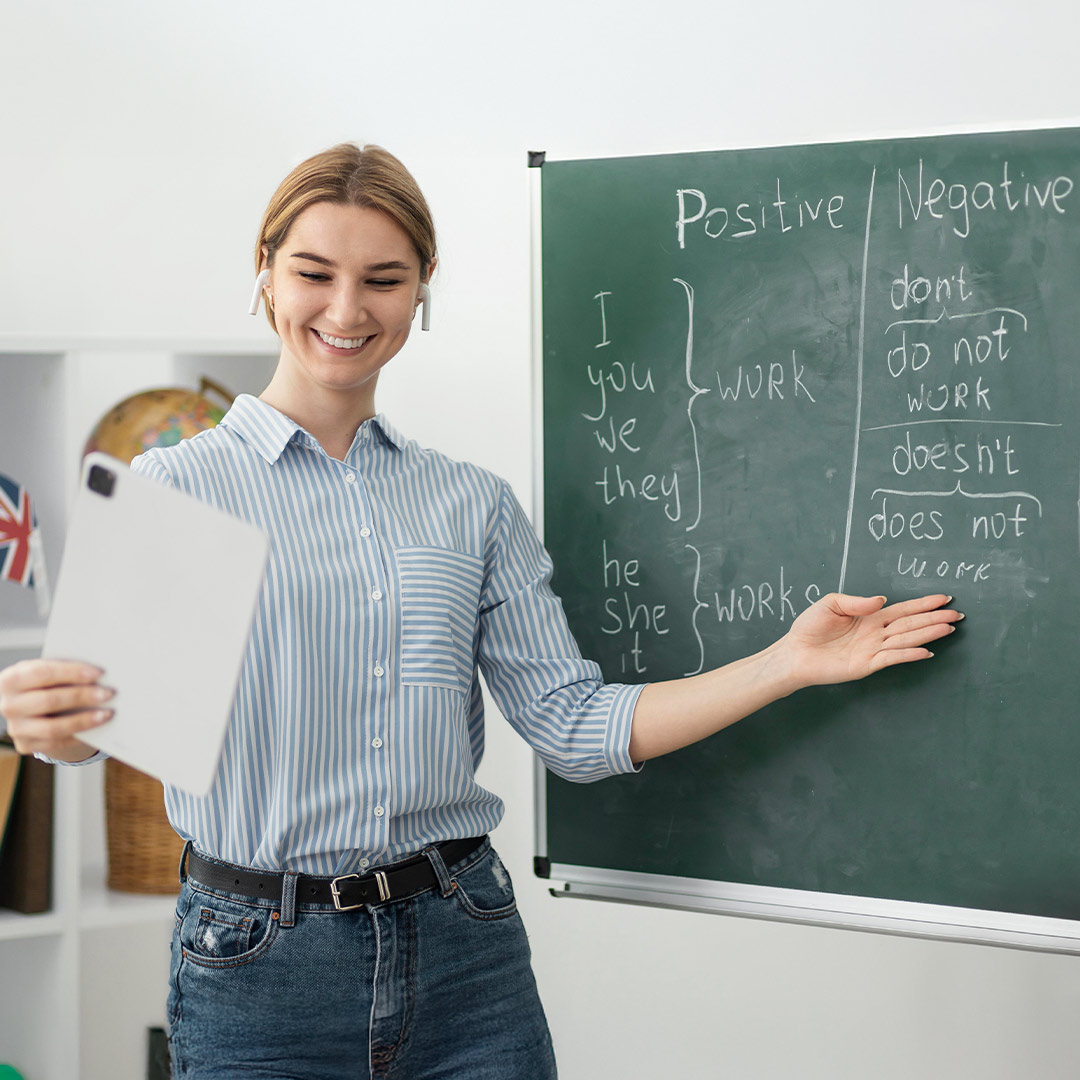 Positive
I
you
we
they
work
he
she
it
works
Negative
don't
do not
work
doesn't
does not
work